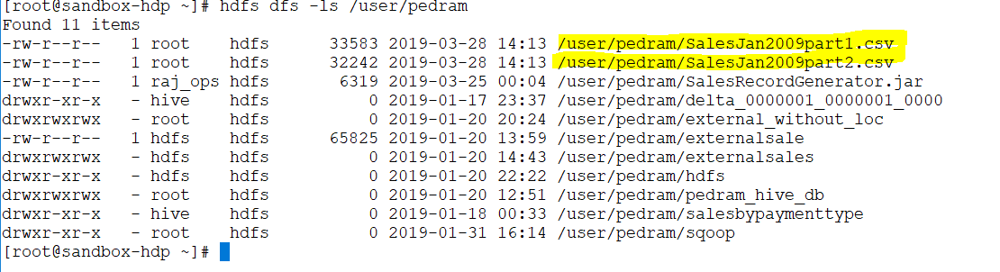 [root@sandbox-hdp ~]# hdfs dfs -ls /user/pedram
Found 11 items
-rw-r--r--   1 root    hdfs      33583 2019-03-28 14:13 /user/pedram/SalesJan2009part1.csv
-rw-r--r--   1 root    hdfs      32242 2019-03-28 14:13 /user/pedram/SalesJan2009part2.csv
-rw-r--r--   1 raj_ops hdfs       6319 2019-03-25 00:04 /user/pedram/SalesRecordGenerator.jar
drwxr-xr-x   - hive    hdfs          0 2019-01-17 23:37 /user/pedram/delta_0000001_0000001_0000
drwxrwxrwx   - root    hdfs          0 2019-01-20 20:24 /user/pedram/external_without_loc
-rw-r--r--   1 hdfs    hdfs      65825 2019-01-20 13:59 /user/pedram/externalsale
drwxr-xr-x   - hdfs    hdfs          0 2019-01-20 14:43 /user/pedram/externalsales
drwxr-xr-x   - hdfs    hdfs          0 2019-01-20 22:22 /user/pedram/hdfs
drwxrwxrwx   - root    hdfs          0 2019-01-20 12:51 /user/pedram/pedram_hive_db
drwxr-xr-x   - hive    hdfs          0 2019-01-18 00:33 /user/pedram/salesbypaymenttype
drwxr-xr-x   - root    hdfs          0 2019-01-31 16:14 /user/pedram/sqoop
[root@sandbox-hdp ~]#